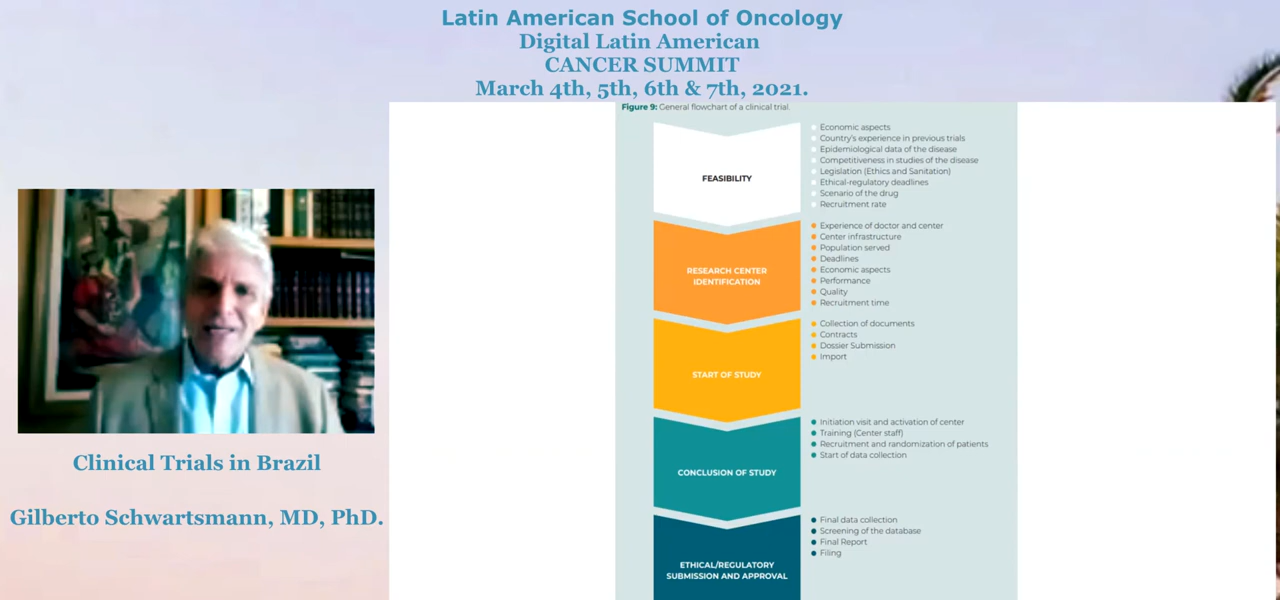 Latin American School of Oncology
Digital Latin American
CANCER SUMMIT
March 4th, 5th, 6th & 7th, 2021.
Clinical Trials in Brazil
Gilberto Schwartsmann, MD, PhD.
Figure 9: General flowchart of a clinical trial.
FEASIBILITY
Economic aspects
Country's experience in previous trials
Epidemiological data of the disease
Competitiveness in studies of the disease
Legislation (Ethics and Sanitation)
Ethical-regulatory deadlines
Scenario of the drug
Recruitment rate
RESEARCH CENTER
IDENTIFICATION
Experience of doctor and center
Center infrastructure
Population served
Deadlines
Economic aspects
Performance
Quality
Recruitment time
START OF STUDY
Collection of documents
Contracts
Dossier Submission
Import
CONCLUSION OF STUDY
Initiation visit and activation of center
Training (Center staff)
Recruitment and randomization of patients
Start of data collection
ETHICAL/REGULATORY
SUBMISSION AND APPROVAL
Final data collection
Screening of the database
Final Report
Filing